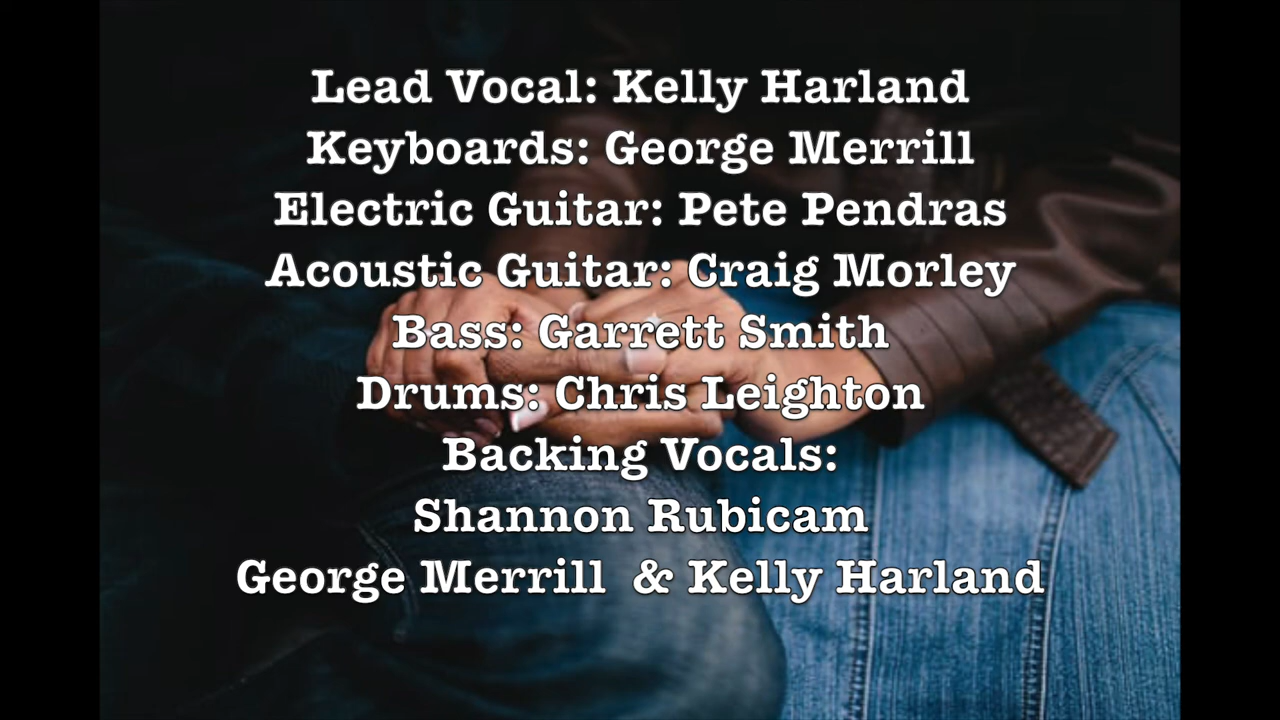 Lead Vocal: Kelly Harland
Keyboards: George Merrill
Electric Guitar: Pete Pendras
Acoustic Guitar: Craig Morley
Bass: Garrett Smith
Drums: Chris Leighton
Backing Vocals:
Shannon Rubicam
George Merrill & Kelly Harland